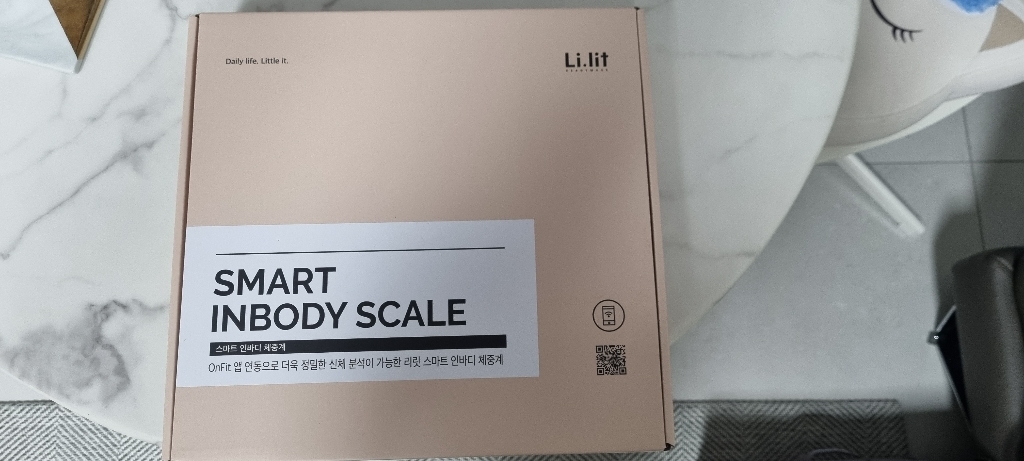 Daily life. Little it.
Li.lit
SMART
INBODY SCALE
스마트 인바디 체중계
OnFit 앱 연동으로 더욱 정밀한 신체 분석이 가능한 리릿 스마트 인바디 체중계